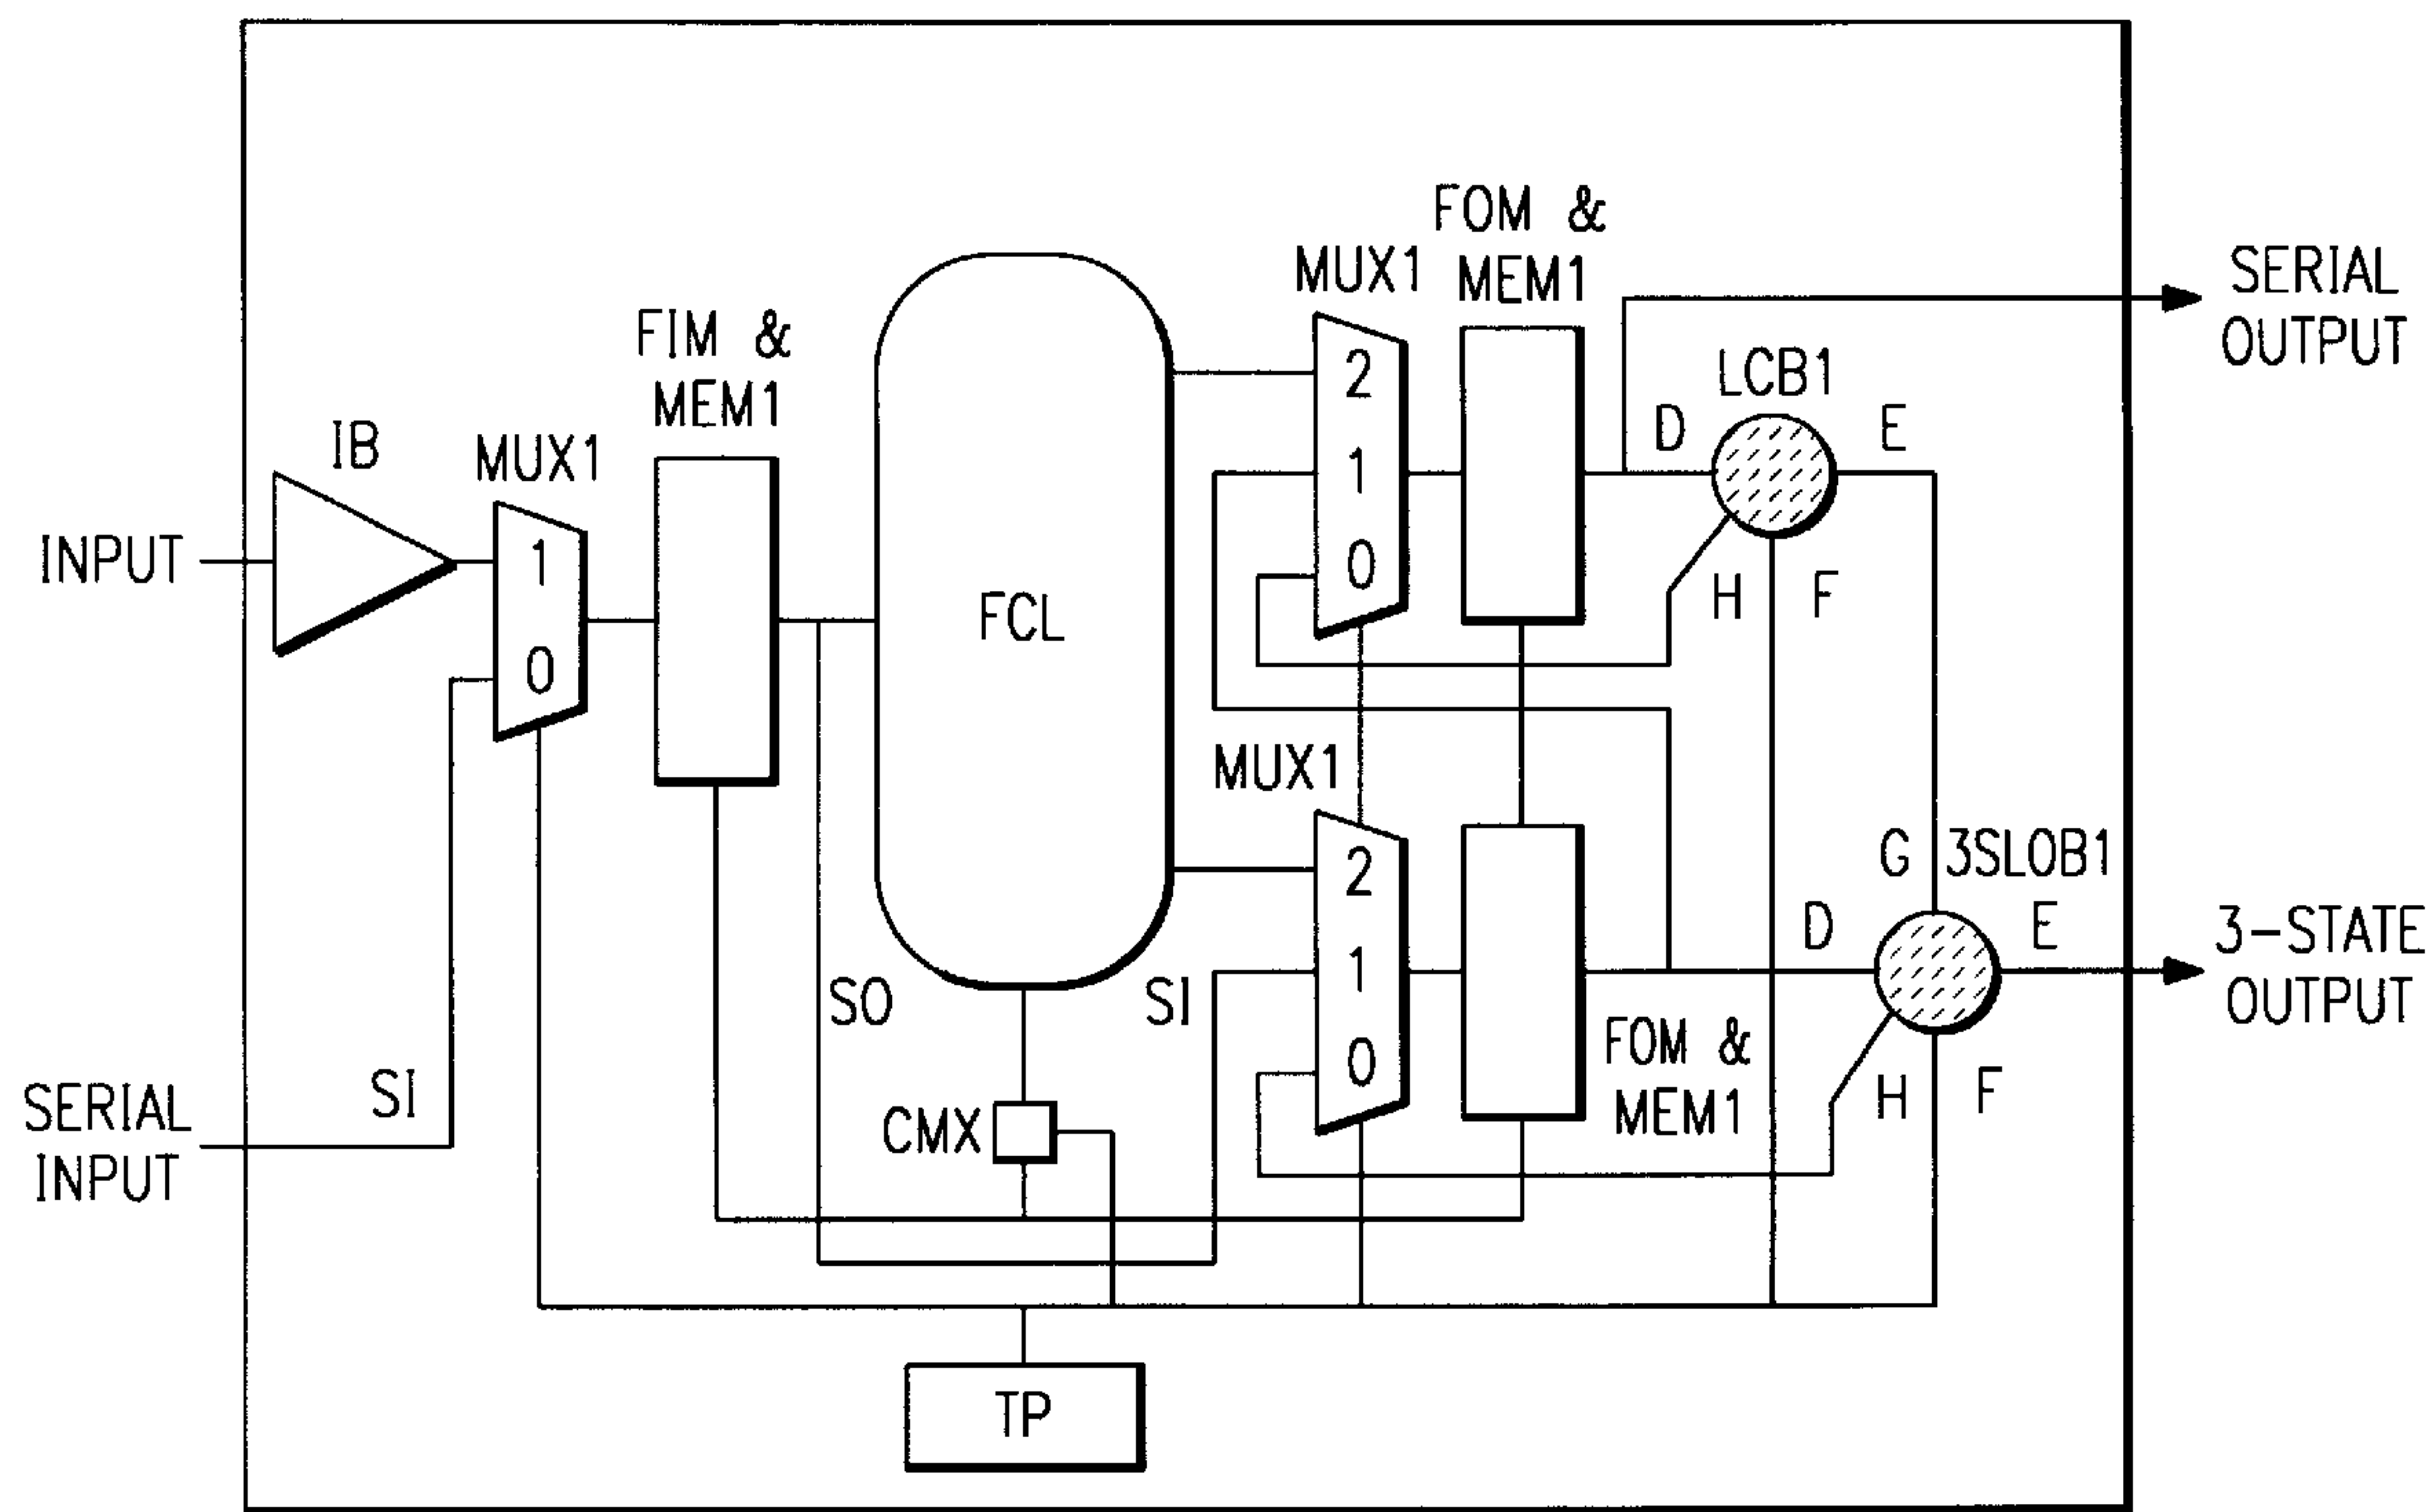 FOM &
MEM1
MUX1
SERIAL
OUTPUT
FIM &
MEM1
LCB1
2
D
E
IB
MUX1
1
1
INPUT
0
H
F
FCL
0
MUX1
2
G
3SLOB1
D
E
3-STATE
OUTPUT
1
SO
SI
FOM &
MEM1
0
H
F
SI
SERIAL
INPUT
CMX
TP